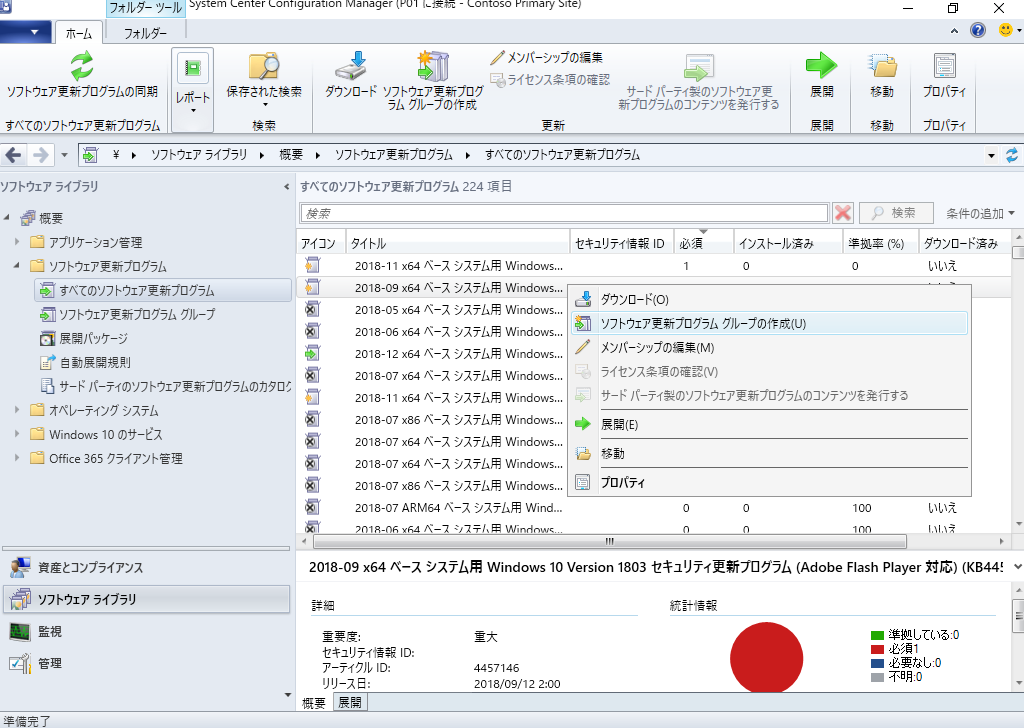 フォルダー ツール
System Center Configuration Manager (P01 に接続 - Contoso Primary Site)
ホーム
フォルダー
ソフトウェア更新プログラムの同期
すべてのソフトウェア更新プログラム
レポート
保存された検索
検索
ダウンロード
ソフトウェア更新プログラム グループの作成
メンバーシップの編集
ライセンス条項の確認
サード パーティ製のソフトウェア更
新プログラムのコンテンツを発行する
更新
展開
展開
移動
移動
プロパティ
プロパティ
¥ ソフトウェア ライブラリ 概要 ソフトウェア更新プログラム すべてのソフトウェア更新プログラム
ソフトウェア ライブラリ
概要
アプリケーション管理
ソフトウェア更新プログラム
すべてのソフトウェア更新プログラム
ソフトウェア更新プログラム グループ
展開パッケージ
自動展開規則
サード パーティのソフトウェア更新プログラムのカタログ
オペレーティング システム
Windows 10 のサービス
Office 365 クライアント管理
資産とコンプライアンス
ソフトウェア ライブラリ
監視
管理
すべてのソフトウェア更新プログラム 224 項目
検索
検索
条件の追加
アイコン タイトル セキュリティ情報 ID 必須 インストール済み 準拠率 (%) ダウンロード済み
2018-11 x64 ベース システム用 Windows... 1 0 0 いいえ
2018-09 x64 ベース システム用 Windows...
2018-05 x64 ベース システム用 Windows...
2018-06 x64 ベース システム用 Windows...
2018-12 x64 ベース システム用 Windows...
2018-07 x64 ベース システム用 Windows...
2018-11 x64 ベース システム用 Windows...
2018-07 x86 ベース システム用 Windows...
2018-07 x64 ベース システム用 Windows...
2018-07 x64 ベース システム用 Windows...
2018-07 x86 ベース システム用 Windows...
2018-07 ARM64 ベース システム用 Wind... 0 0 100 いいえ
2018-06 x64 ベース システム用 Windows... 0 0 100 いいえ
ダウンロード(O)
ソフトウェア更新プログラム グループの作成(U)
メンバーシップの編集(M)
ライセンス条項の確認(V)
サード パーティ製のソフトウェア更新プログラムのコンテンツを発行する
展開(E)
移動
プロパティ
2018-09 x64 ベース システム用 Windows 10 Version 1803 セキュリティ更新プログラム (Adobe Flash Player 対応) (KB445
詳細
重要度: 重大
セキュリティ情報 ID:
アーティクル ID: 4457146
リリース日: 2018/09/12 2:00
統計情報
準拠している:0
必須1
必要なし:0
不明:0
概要 展開
準備完了